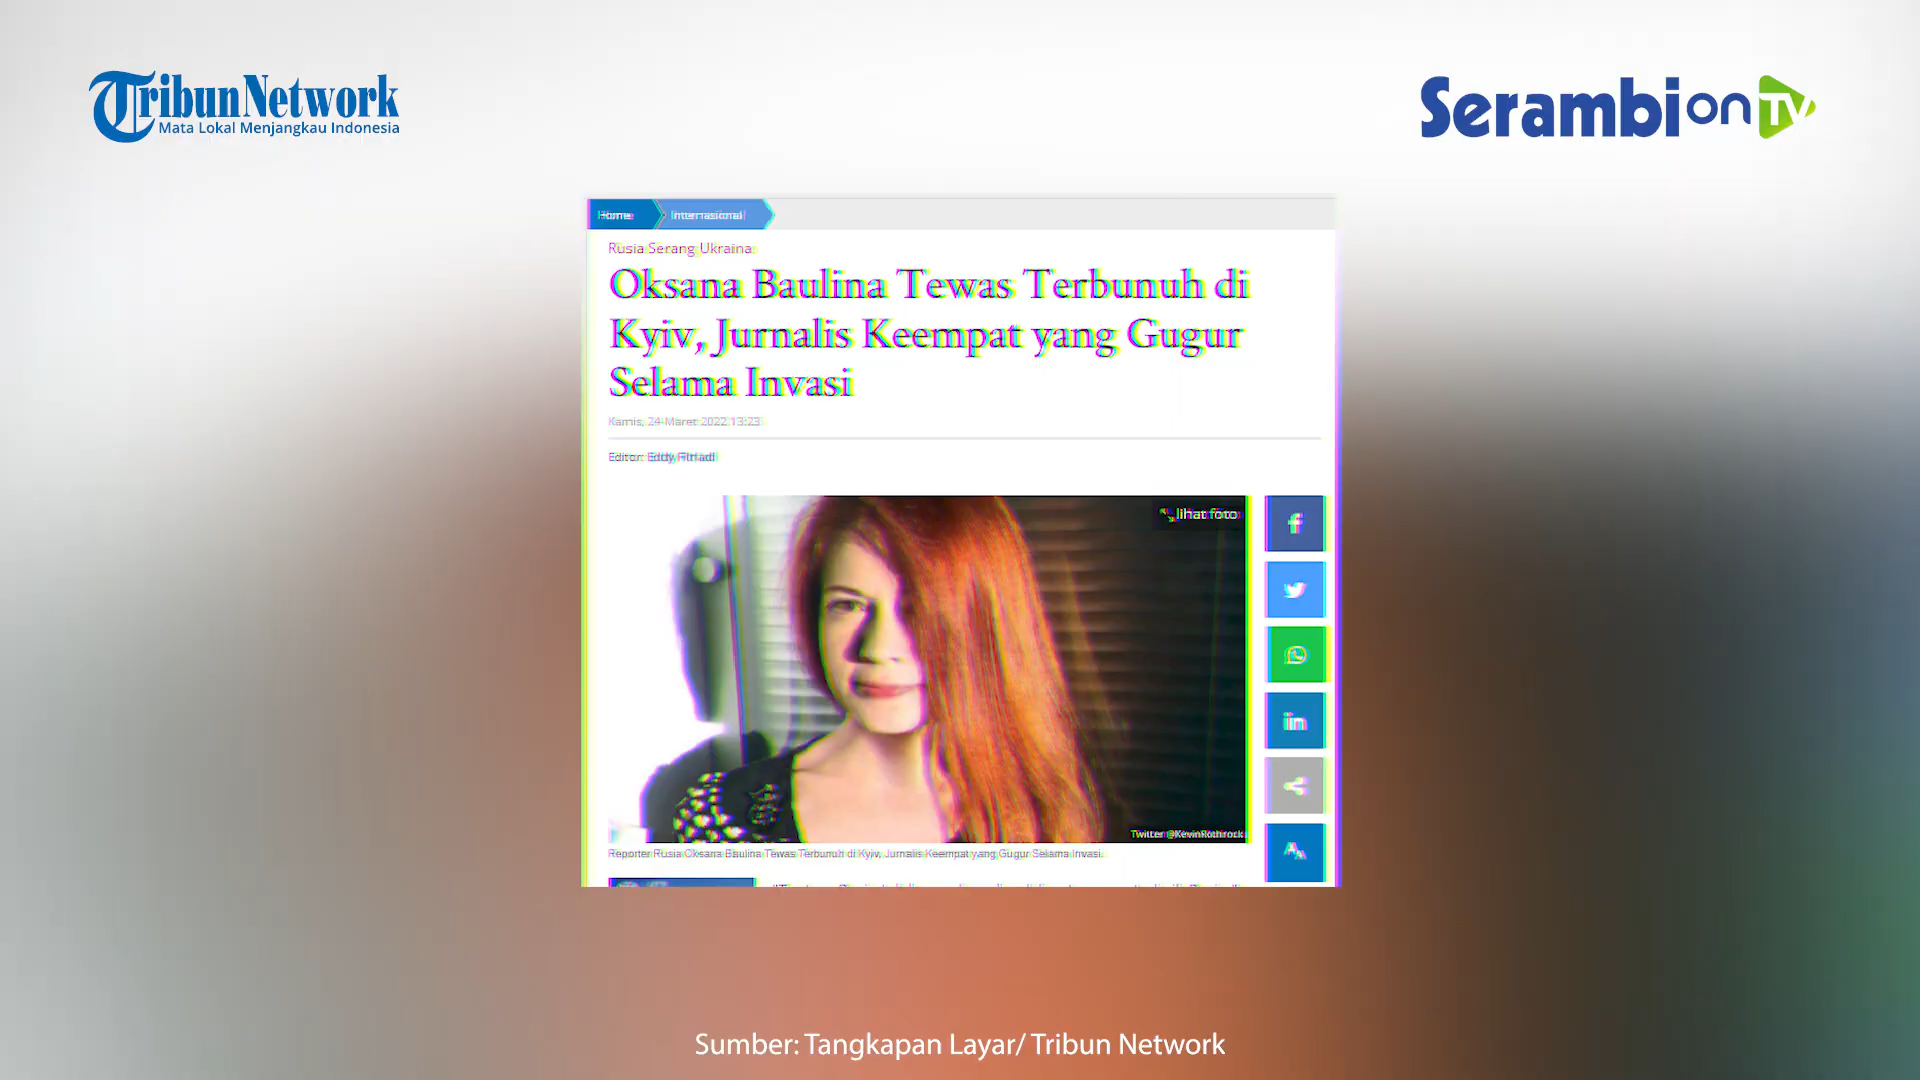 Tribun Network
Mata Lokal Menjangkau Indonesia
Serambi on TV
Home
Internasional
Rusia Serang Ukraina
Oksana Baulina Tewas Terbunuh di
Kyiv, Jurnalis Keempat yang Gugur
Selama Invasi
Kamis, 24 Maret 2022 13:23
Editor: Eddy Fitriadi
lihat foto
Twitter @KevinRothrock
Reporter Rusia Oksana Baulina Tewas Terbunuh di Kyiv, Jurnalis Keempat yang Gugur Selama Invasi.
Sumber: Tangkapan Layar/ Tribun Network